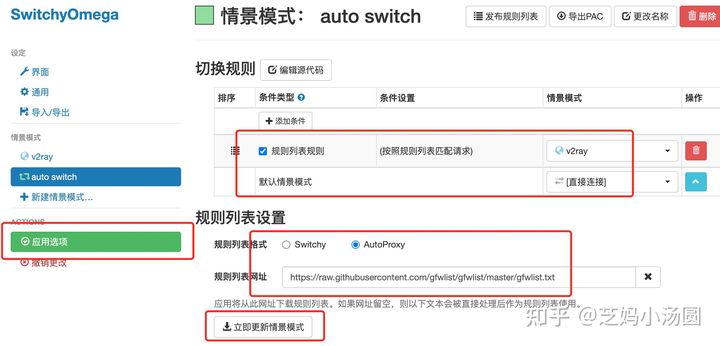 SwitchyOmega
情景模式： auto switch
发布规则列表
导出PAC
更改名称
删除
设定
界面
通用
导入/导出
情景模式
v2ray
auto switch
新建情景模式...
ACTIONS
应用选项
撤销更改
切换规则
编辑源代码
排序 条件类型 条件设置 情景模式 操作
添加条件
规则列表规则 (按照规则列表匹配请求) v2ray
默认情景模式 [直接连接]
规则列表设置
规则列表格式 Switchy AutoProxy
规则列表网址 https://raw.githubusercontent.com/gfwlist/gfwlist/master/gfwlist.txt
应用将从此网址下载规则列表。如果网址留空，则以下文本会被直接处理后作为规则列表使用。
立即更新情景模式
知乎 @芝妈小汤圆